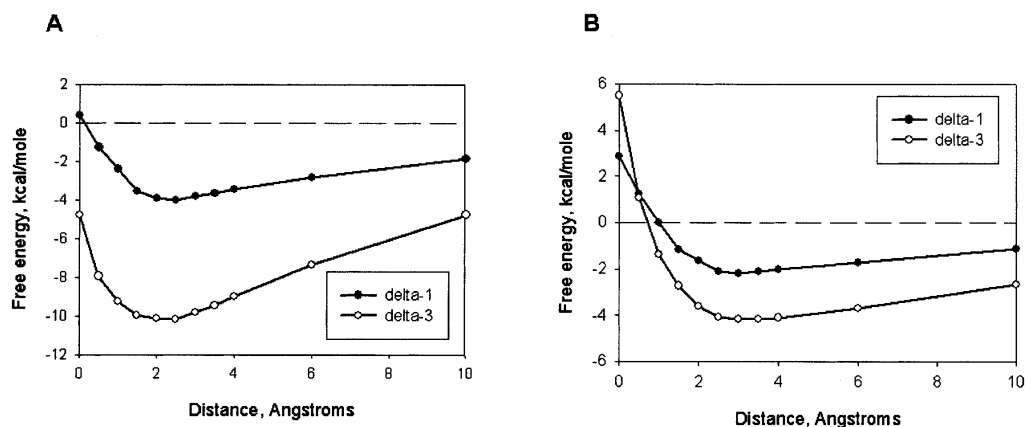 A
Free energy, kcal/mole
2
0
-2
-4
-6
-8
-10
-12
delta-1
delta-3
0 2 4 6 8 10
Distance, Angstroms
B
Free energy, kcal/mole
6
4
2
0
-2
-4
-6
delta-1
delta-3
0 2 4 6 8 10
Distance, Angstroms